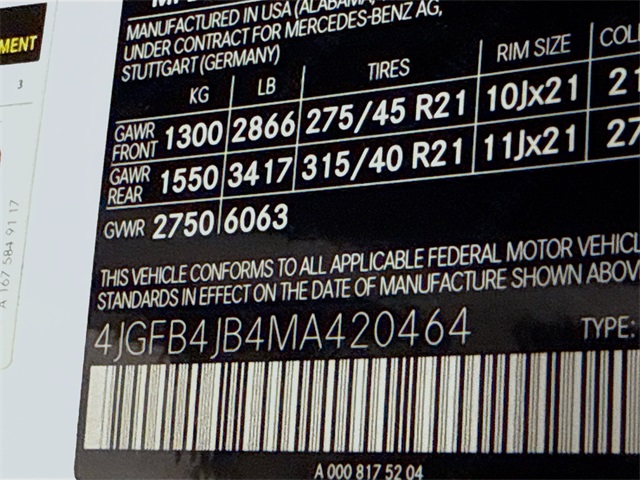 MANUFACTURED IN USA (ALABAMA,
UNDER CONTRACT FOR MERCEDES-BENZ AG,
STUTTGART (GERMANY)
KG LB TIRES RIM SIZE
GAWR FRONT 1300 2866 275/45 R21 10Jx21 21
GAWR REAR 1550 3417 315/40 R21 11Jx21 27
GVWR 2750 6063
THIS VEHICLE CONFORMS TO ALL APPLICABLE FEDERAL MOTOR VEHICL
STANDARDS IN EFFECT ON THE DATE OF MANUFACTURE SHOWN ABOV
4JGFB4JB4MA420464 TYPE:
A 000 817 52 04
MENT
3
A 167 584 91 17